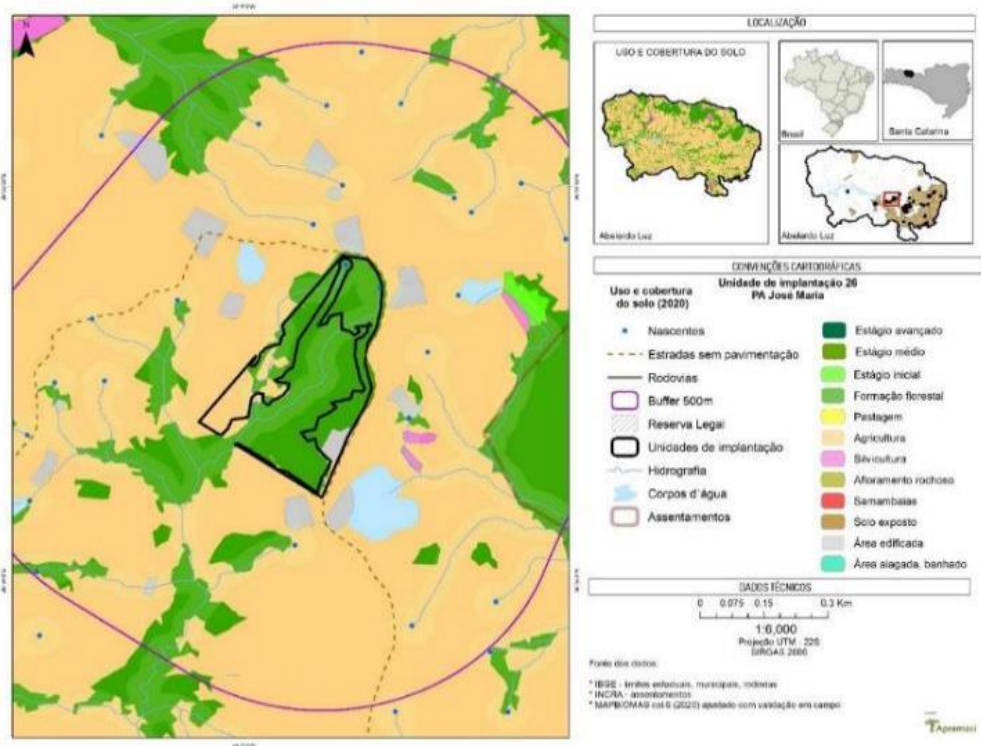 N
LOCALIZAÇÃO
USO E COBERTURA DO SOLO
Abelardo Luz
Brasil
Santa Catarina
Abelardo Luz
CONVENÇÕES CARTOGRÁFICAS
Unidade de implantação 26
PA José Maria
Uso e cobertura
do solo (2020)
Nascentes
Estradas sem pavimentação
Rodovias
Buffer 500m
Reserva Legal
Unidades de implantação
Hidrografia
Corpos d'água
Assentamentos
Estágio avançado
Estágio médio
Estágio inicial
Formação florestal
Pastagem
Agricultura
Silvicultura
Afloramento rochoso
Samambaias
Solo exposto
Área edificada
Área alagada, banhado
DADOS TÉCNICOS
0 0.075 0.15 0.3 Km
1:6,000
Projeção UTM - 22S
SIRGAS 2000
Fonte dos dados:
* IBGE - limites estaduais, municipais, rodovias
* INCRA - assentamentos
* MAPBIOMAS col.6 (2020) ajustado com validação em campo
Apremavi